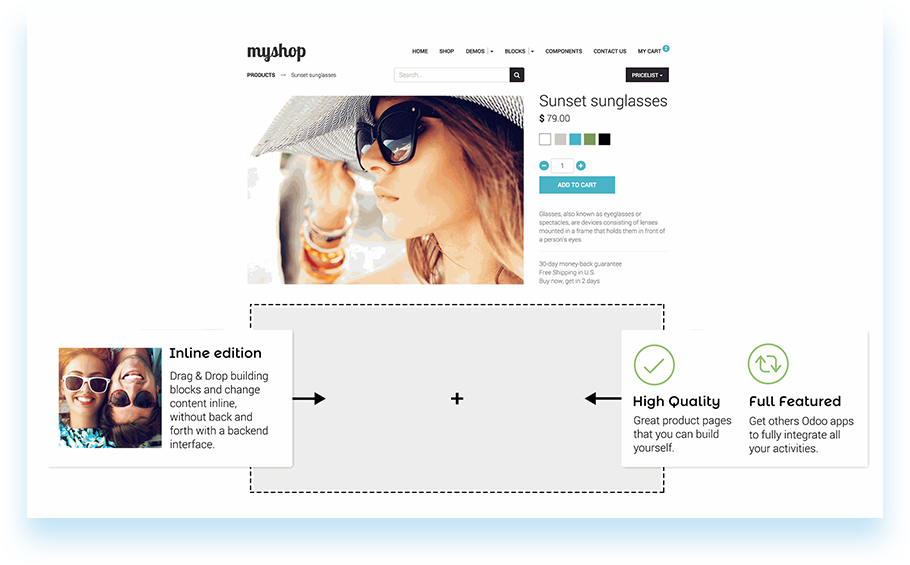 myshop
HOME SHOP DEMOS BLOCKS COMPONENTS CONTACT US MY CART 2
PRODUCTS → Sunset sunglasses
Search...
PRICELIST
Sunset sunglasses
$ 79.00
1
ADD TO CART
Glasses, also known as eyeglasses or
spectacles, are devices consisting of lenses
mounted in a frame that holds them in front of
a person's eyes.
30-day money-back guarantee
Free Shipping in U.S.
Buy now, get in 2 days
Inline edition
Drag & Drop building
blocks and change
content inline,
without back and
forth with a backend
interface.
High Quality
Great product pages
that you can build
yourself.
Full Featured
Get others Odoo apps
to fully integrate all
your activities.